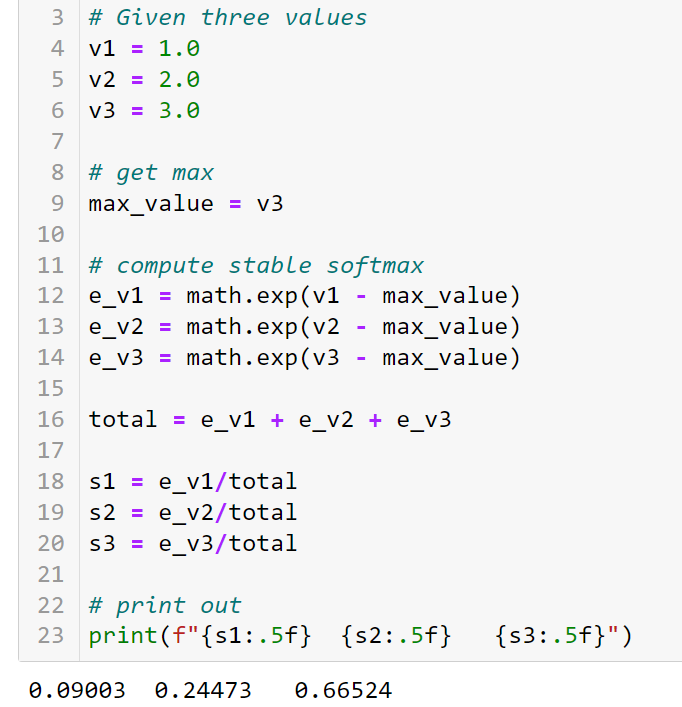 3 # Given three values
4 v1 = 1.0
5 v2 = 2.0
6 v3 = 3.0
7
8 # get max
9 max_value = v3
10
11 # compute stable softmax
12 e_v1 = math.exp(v1 - max_value)
13 e_v2 = math.exp(v2 - max_value)
14 e_v3 = math.exp(v3 - max_value)
15
16 total = e_v1 + e_v2 + e_v3
17
18 s1 = e_v1/total
19 s2 = e_v2/total
20 s3 = e_v3/total
21
22 # print out
23 print(f"{s1:.5f}  {s2:.5f}   {s3:.5f}")
0.09003  0.24473   0.66524